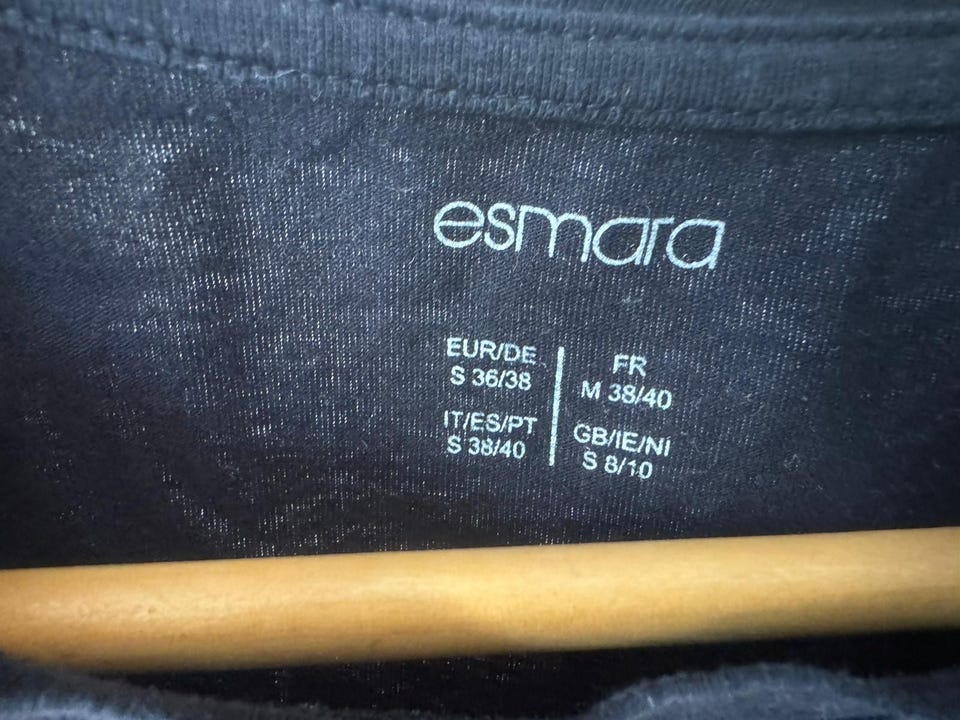 esmara
EUR/DE
S 36/38
FR
M 38/40
IT/ES/PT
S 38/40
GB/IE/NI
S 8/10